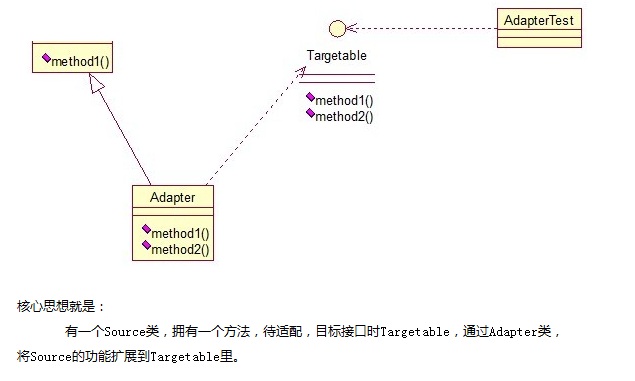 AdapterTest
method1()
Targetable
method1()
method2()
Adapter
method1()
method2()
核心思想就是：
有一个Source类，拥有一个方法，待适配，目标接口时Targetable，通过Adapter类，
将Source的功能扩展到Targetable里。